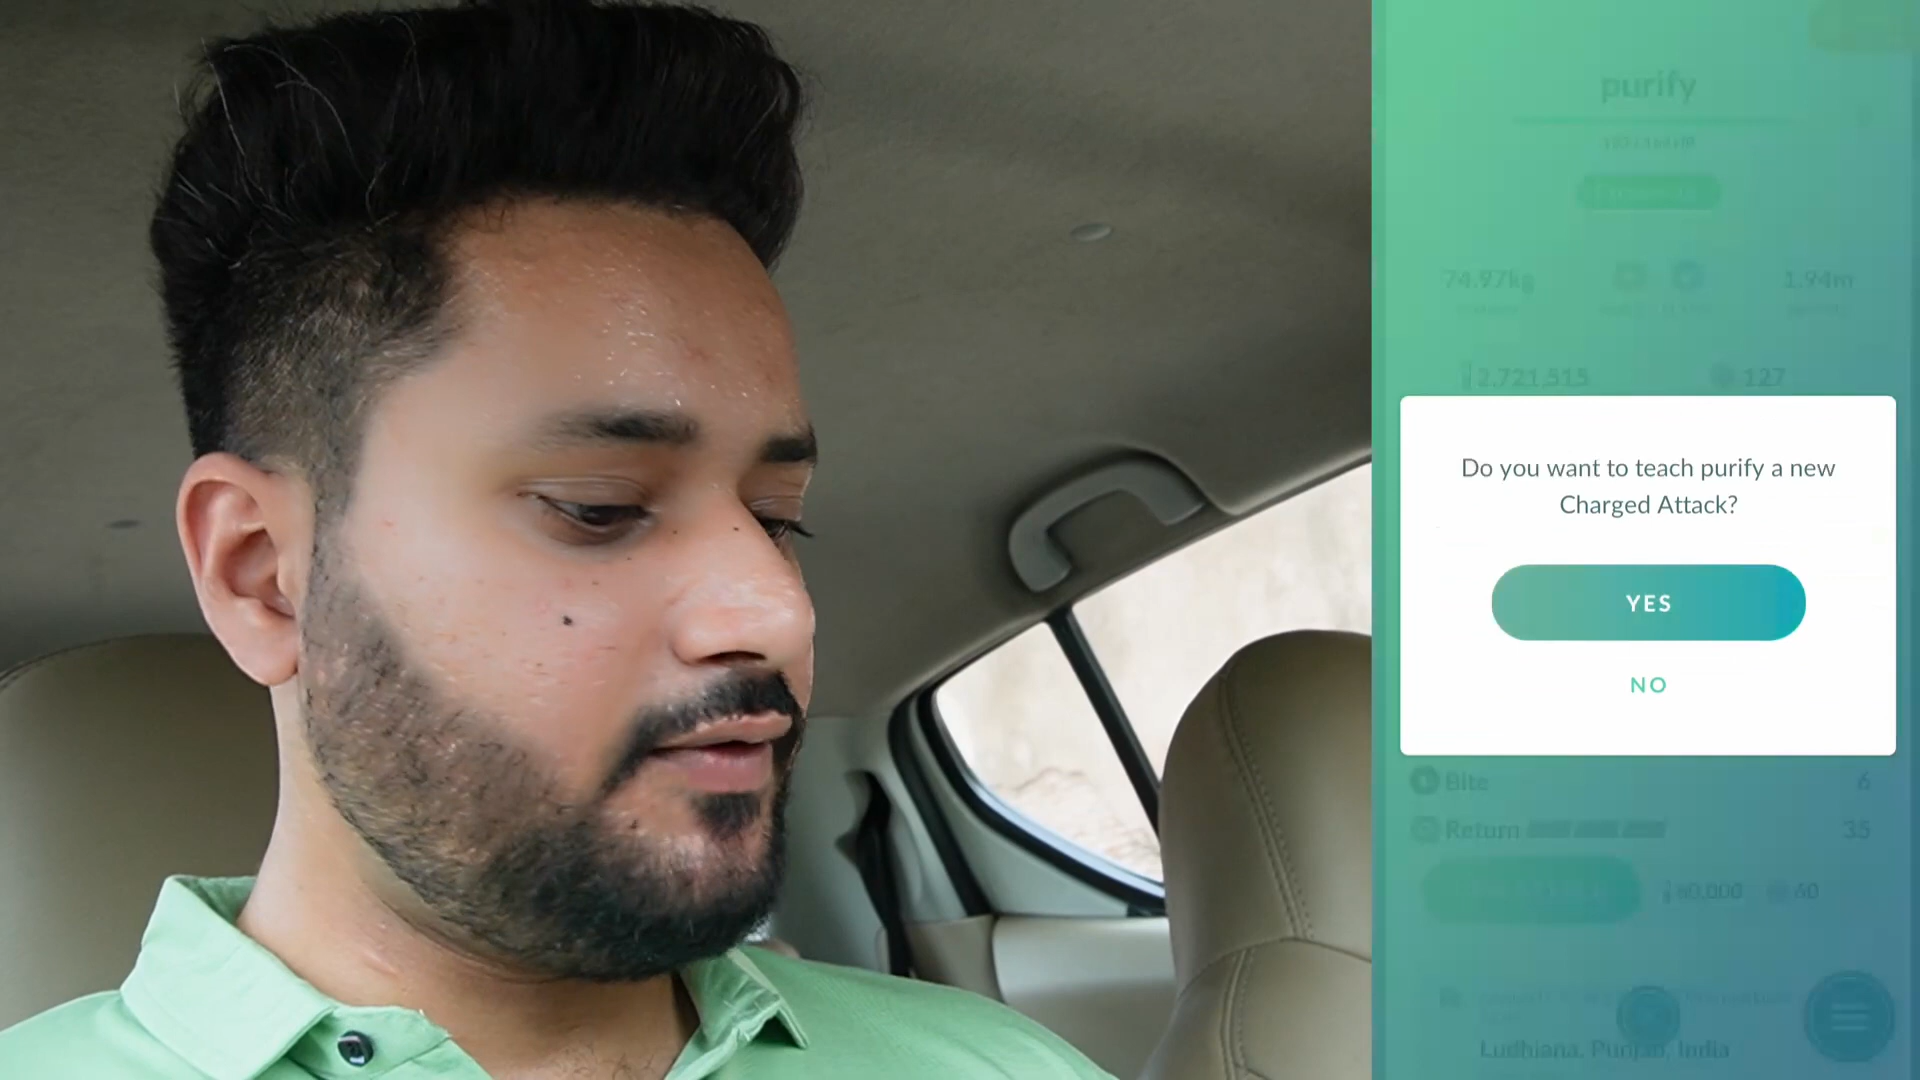 purify
74.97kg
1.94m
2,721,515
127
Do you want to teach purify a new
Charged Attack?
YES
NO
Bite 6
Return 35
60,000 60
Ludhiana, Punjab, India